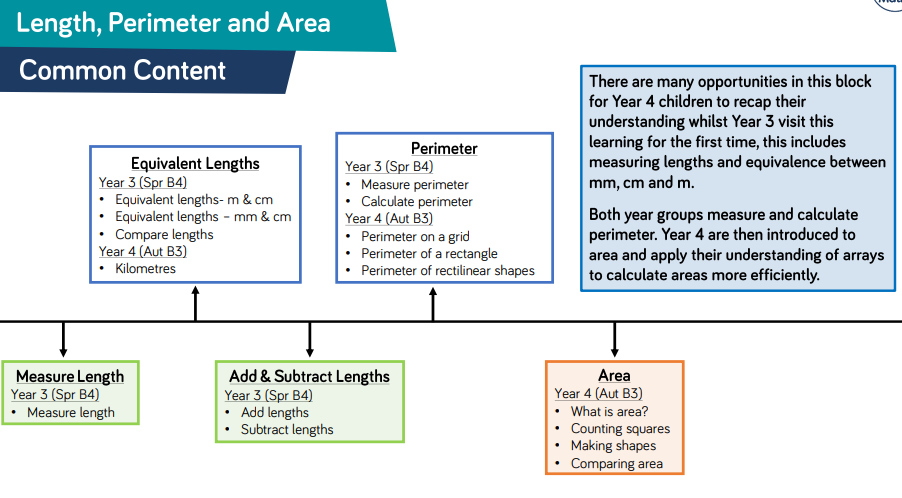 Length, Perimeter and Area
Common Content
There are many opportunities in this block
for Year 4 children to recap their
understanding whilst Year 3 visit this
learning for the first time, this includes
measuring lengths and equivalence between
mm, cm and m.
Both year groups measure and calculate
perimeter. Year 4 are then introduced to
area and apply their understanding of arrays
to calculate areas more efficiently.
Equivalent Lengths
Year 3 (Spr B4)
• Equivalent lengths- m & cm
• Equivalent lengths – mm & cm
• Compare lengths
Year 4 (Aut B3)
• Kilometres
Perimeter
Year 3 (Spr B4)
• Measure perimeter
• Calculate perimeter
Year 4 (Aut B3)
• Perimeter on a grid
• Perimeter of a rectangle
• Perimeter of rectilinear shapes
Measure Length
Year 3 (Spr B4)
• Measure length
Add & Subtract Lengths
Year 3 (Spr B4)
• Add lengths
• Subtract lengths
Area
Year 4 (Aut B3)
• What is area?
• Counting squares
• Making shapes
• Comparing area